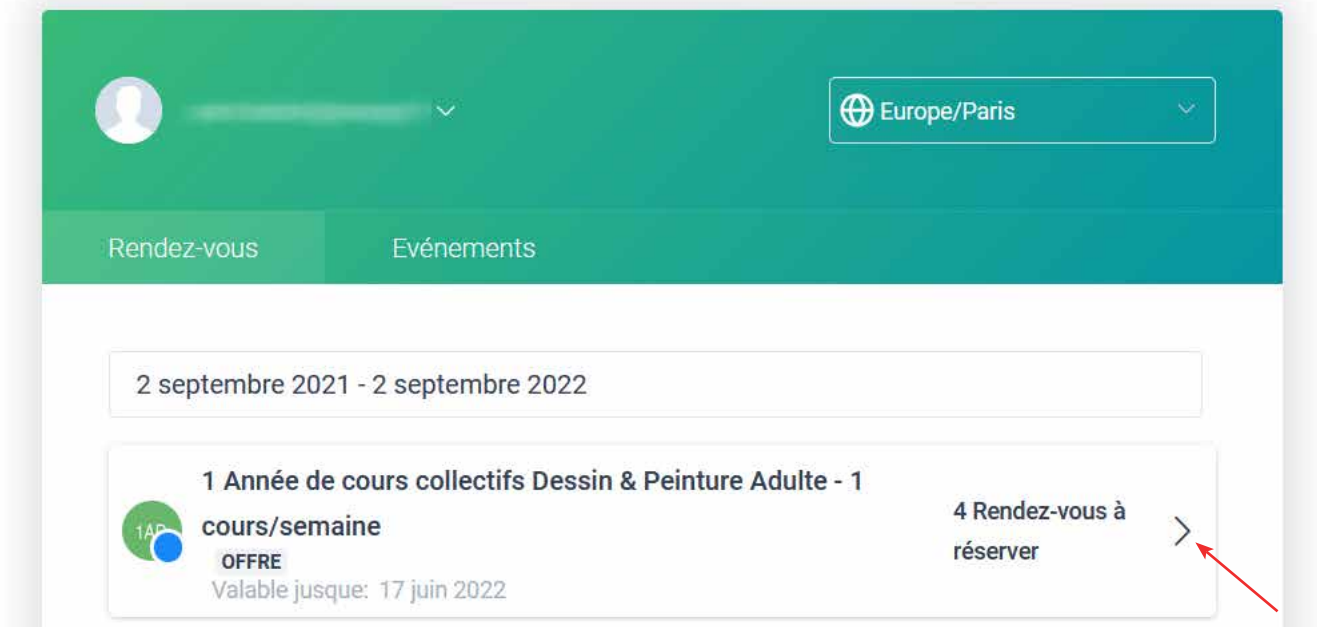 Europe/Paris
Rendez-vous
Evénements
2 septembre 2021 - 2 septembre 2022
1 Année de cours collectifs Dessin & Peinture Adulte - 1
cours/semaine
OFFRE
Valable jusque: 17 juin 2022
4 Rendez-vous à
réserver